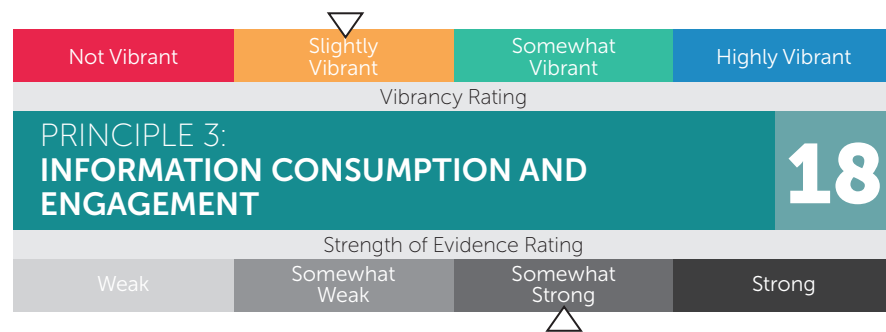 Not Vibrant
Slightly
Vibrant
Somewhat
Vibrant
Highly Vibrant
Vibrancy Rating
PRINCIPLE 3:
INFORMATION CONSUMPTION AND
ENGAGEMENT
18
Strength of Evidence Rating
Weak
Somewhat
Weak
Somewhat
Strong
Strong